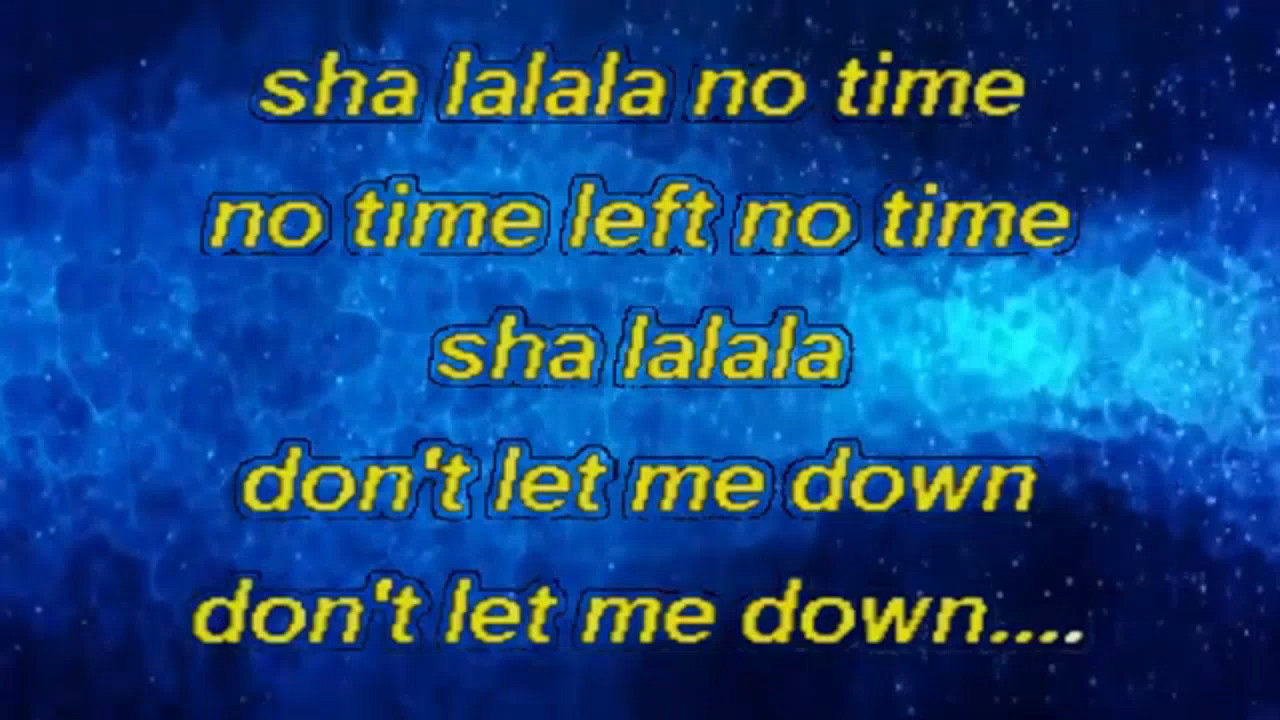 sha lalala no time
no time left no time
sha lalala
don't let me down
don't let me down....